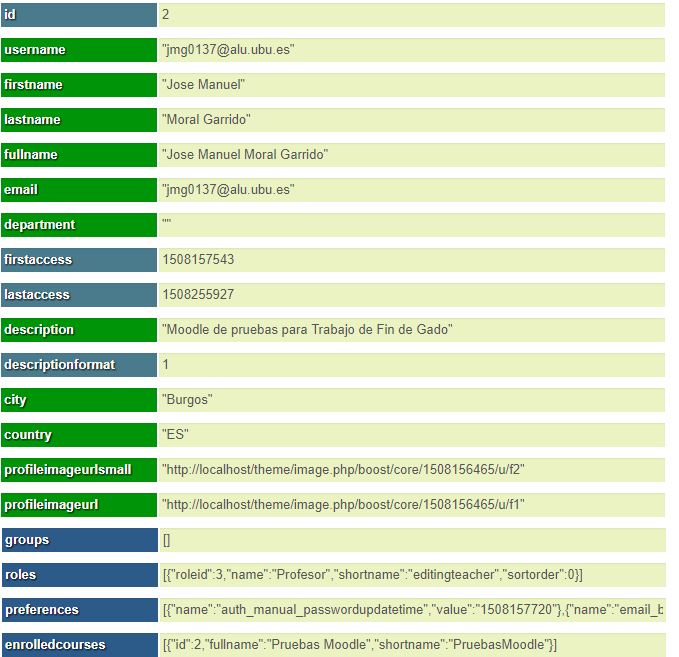 id 2
username "jmg0137@alu.ubu.es"
firstname "Jose Manuel"
lastname "Moral Garrido"
fullname "Jose Manuel Moral Garrido"
email "jmg0137@alu.ubu.es"
department ""
firstaccess 1508157543
lastaccess 1508255927
description "Moodle de pruebas para Trabajo de Fin de Gado"
descriptionformat 1
city "Burgos"
country "ES"
profileimageurlsmall "http://localhost/theme/image.php/boost/core/1508156465/u/f2"
profileimageurl "http://localhost/theme/image.php/boost/core/1508156465/u/f1"
groups []
roles [{"roleid":3,"name":"Profesor","shortname":"editingteacher","sortorder":0}]
preferences [{"name":"auth_manual_passwordupdatetime","value":"1508157720"},{"name":"email_b
enrolledcourses [{"id":2,"fullname":"Pruebas Moodle","shortname":"PruebasMoodle"}]